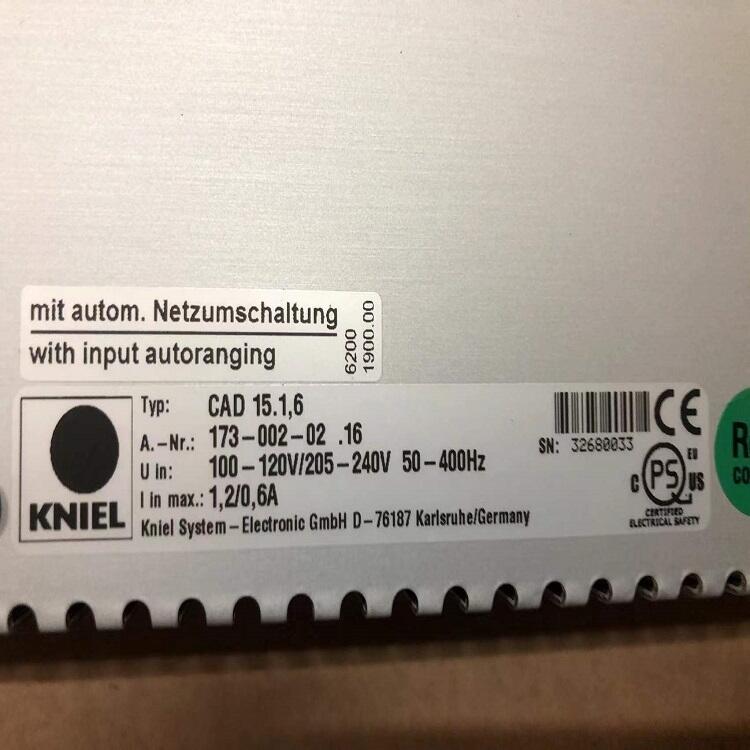 mit autom. Netzumschaltung
with input autoranging
6200
1900.00
KNIEL
Typ: CAD 15.1,6
A.-Nr.: 173-002-02 .16
U in: 100-120V/205-240V 50-400Hz
I in max.: 1,2/0,6A
Kniel System-Electronic GmbH D-76187 Karlsruhe/Germany
CE
SN: 32680033
EU
C PS US
CERTIFIED
ELECTRICAL SAFETY